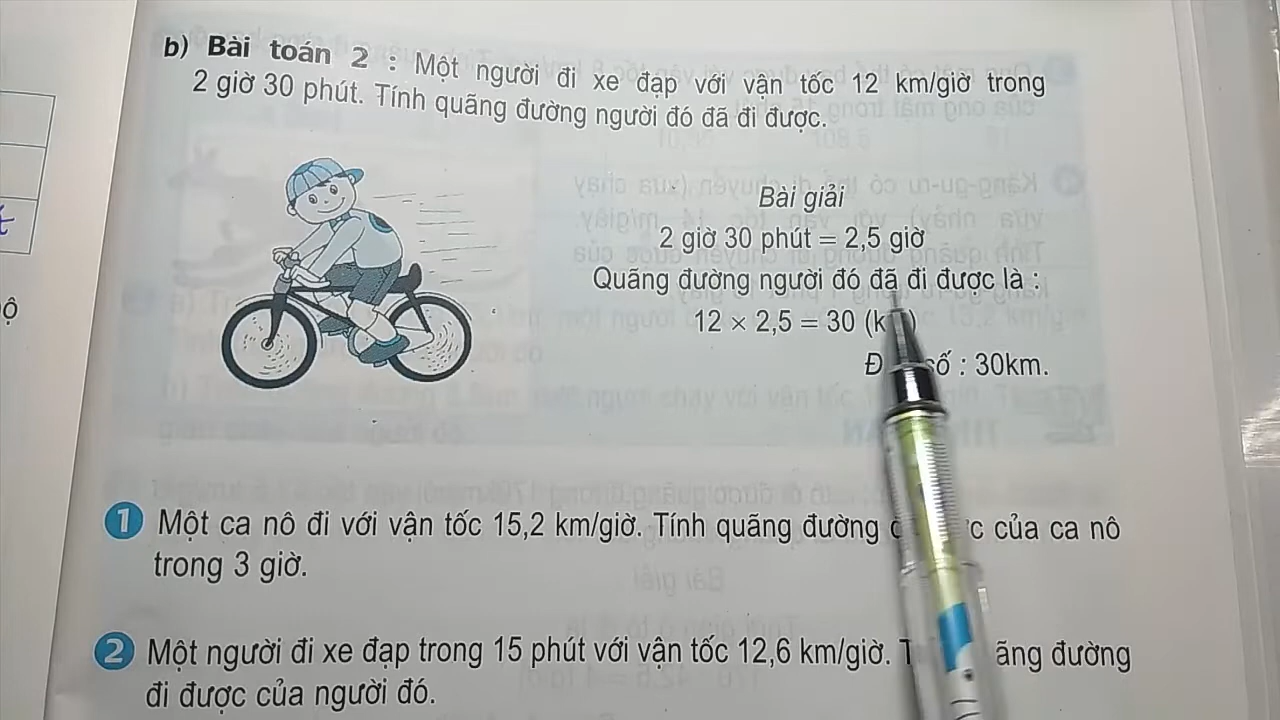 b) Bài toán 2 : Một người đi xe đạp với vận tốc 12 km/giờ trong
2 giờ 30 phút. Tính quãng đường người đó đã đi được.
Bài giải
2 giờ 30 phút = 2,5 giờ
Quãng đường người đó đã đi được là :
12 × 2,5 = 30
: 30km.
1 Một ca nô đi với vận tốc 15,2 km/giờ. Tính quãng đường của ca nô
trong 3 giờ.
2 Một người đi xe đạp trong 15 phút với vận tốc 12,6 km/giờ. đường
đi được của người đó.